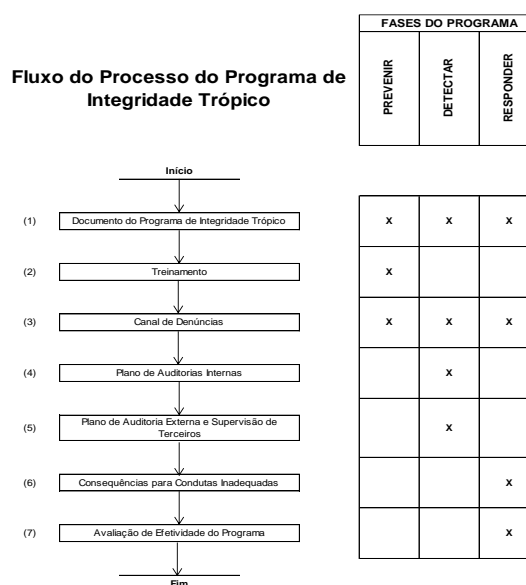 FASES DO PROGRAMA
Fluxo do Processo do Programa de
Integridade Trópico
PREVENIR
DETECTAR
RESPONDER
Início
(1) Documento do Programa de Integridade Trópico x x x
(2) Treinamento x
(3) Canal de Denúncias x x x
(4) Plano de Auditorias Internas x
(5) Plano de Auditoria Externa e Supervisão de
Terceiros x
(6) Consequências para Condutas Inadequadas x
(7) Avaliação de Efetividade do Programa x
Fim